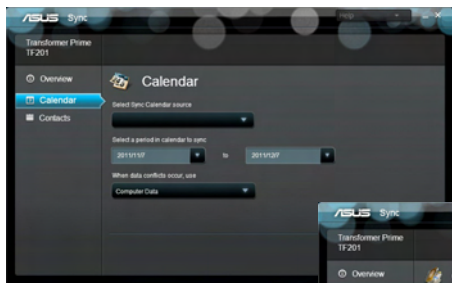 ASUS Sync
Help
Transformer Prime
TF201
Overview
Calendar
Contacts
Calendar
Select Sync Calendar source
Select a period in calendar to sync
2011/11/7 to 2011/12/7
When data conflicts occur, use
Computer Data
ASUS Sync
Transformer Prime
TF201
Overview